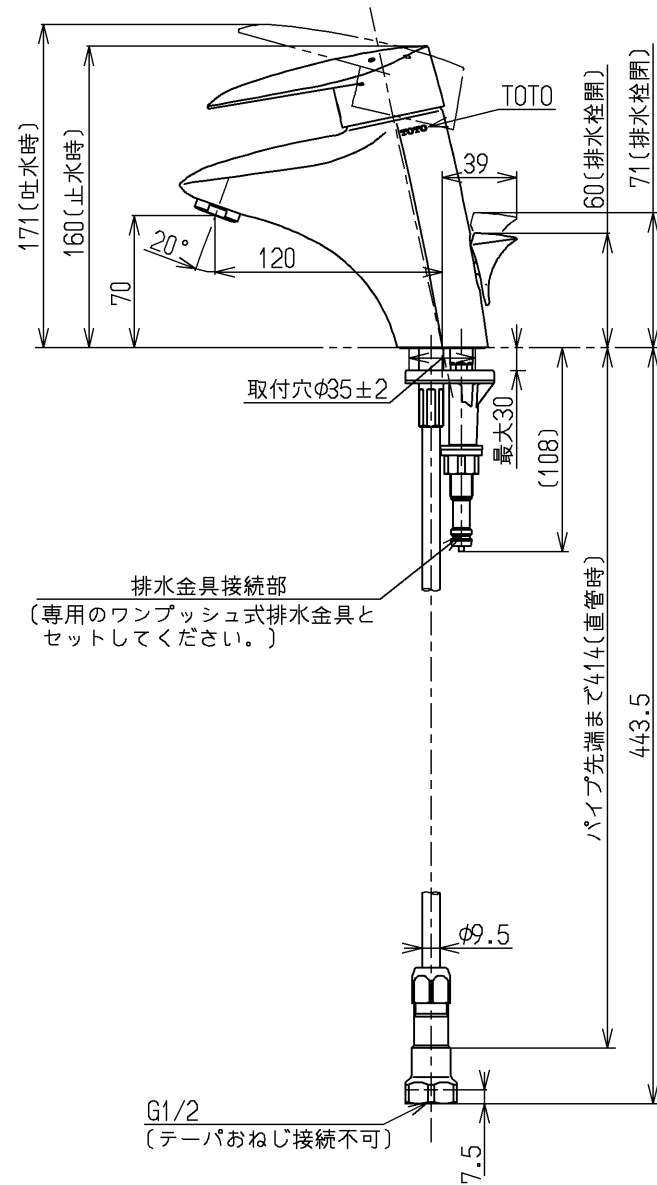 171(吐水時)
160(止水時)
TOTO
TOTO
39
60(排水栓開)
71(排水栓閉)
20°
120
70
取付穴φ35±2
最大30
(108)
排水金具接続部
(専用のワンプッシュ式排水金具と
セットしてください。)
パイプ先端まで414(直管時)
443.5
φ9.5
G1/2
(テーパおねじ接続不可)
7.5